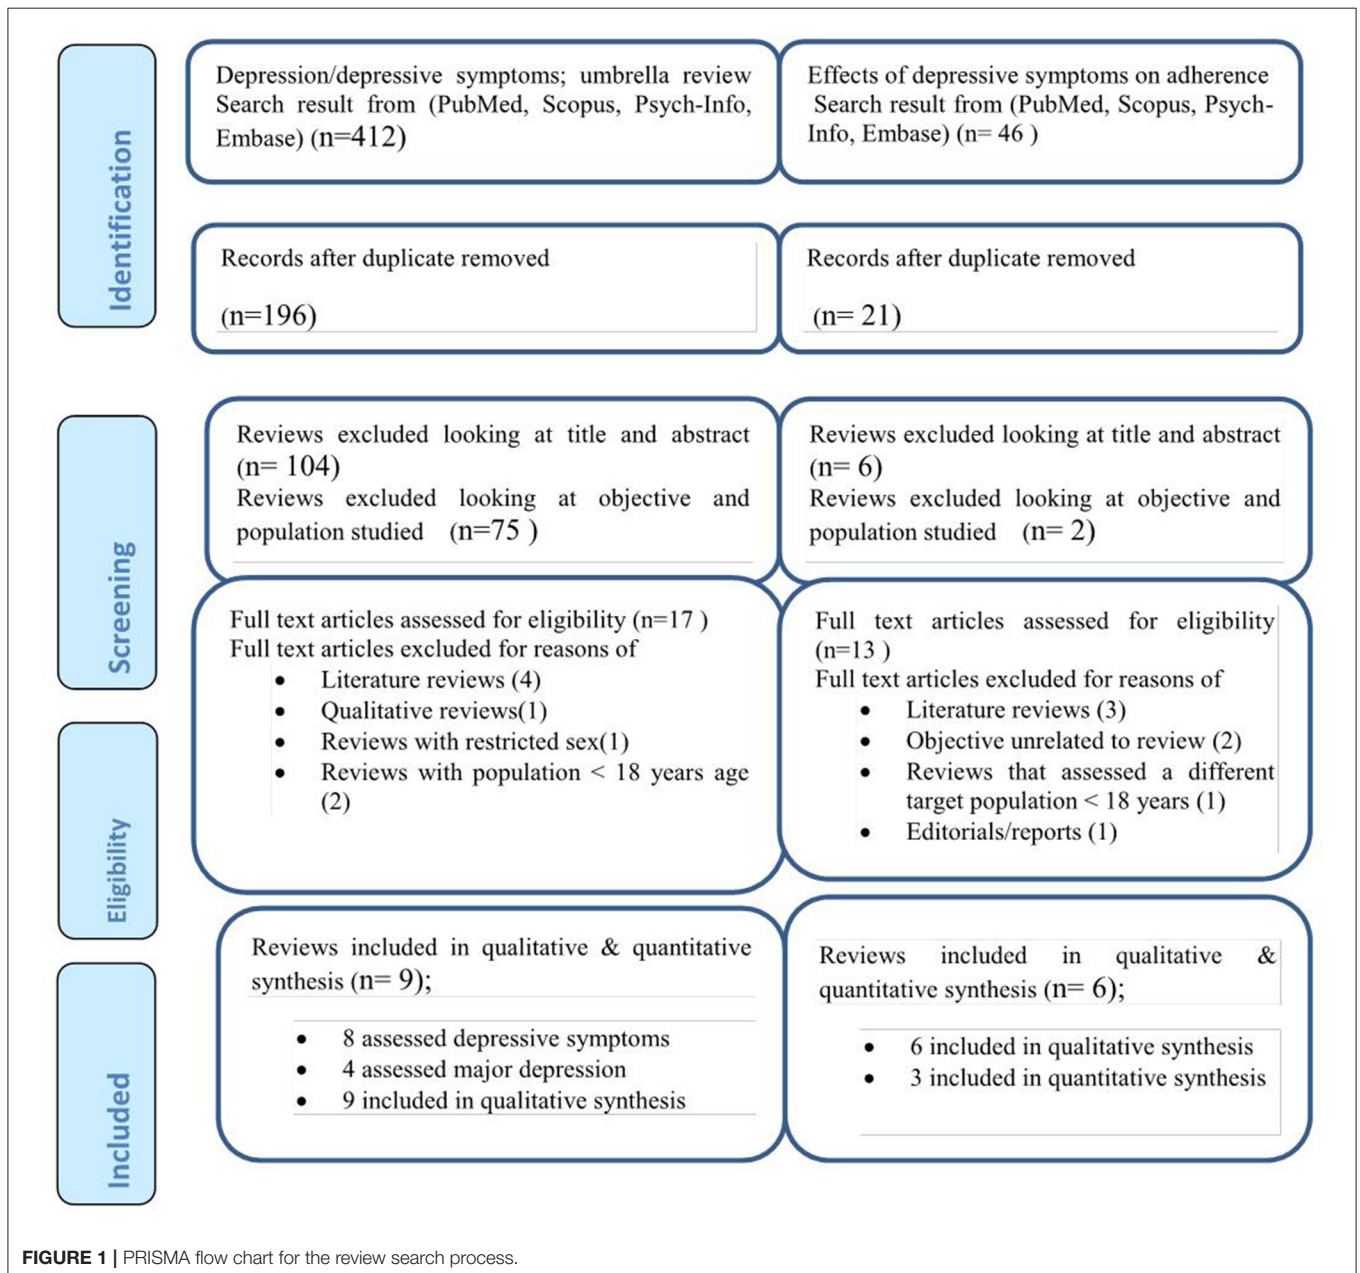 Identification
Depression/depressive symptoms; umbrella review
Search result from (PubMed, Scopus, Psych-Info,
Embase) (n=412)
Effects of depressive symptoms on adherence
Search result from (PubMed, Scopus, Psych-
Info, Embase) (n= 46 )
Records after duplicate removed
(n=196)
Records after duplicate removed
(n= 21)
Screening
Reviews excluded looking at title and abstract
(n= 104)
Reviews excluded looking at objective and
population studied (n=75 )
Reviews excluded looking at title and abstract
(n= 6)
Reviews excluded looking at objective and
population studied (n= 2)
Eligibility
Full text articles assessed for eligibility (n=17 )
Full text articles excluded for reasons of
• Literature reviews (4)
• Qualitative reviews(1)
• Reviews with restricted sex(1)
• Reviews with population < 18 years age
(2)
Full text articles assessed for eligibility
(n=13 )
Full text articles excluded for reasons of
• Literature reviews (3)
• Objective unrelated to review (2)
• Reviews that assessed a different
target population < 18 years (1)
• Editorials/reports (1)
Included
Reviews included in qualitative & quantitative
synthesis (n= 9);
• 8 assessed depressive symptoms
• 4 assessed major depression
• 9 included in qualitative synthesis
Reviews included in qualitative &
quantitative synthesis (n= 6);
• 6 included in qualitative synthesis
• 3 included in quantitative synthesis
FIGURE 1 | PRISMA flow chart for the review search process.